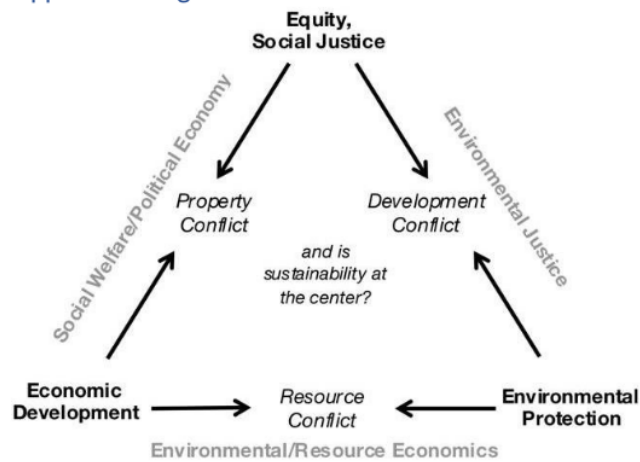 Equity,
Social Justice
Social Welfare/Political Economy
Environmental Justice
Property
Conflict
Development
Conflict
and is
sustainability at
the center?
Economic
Development
Resource
Conflict
Environmental
Protection
Environmental/Resource Economics